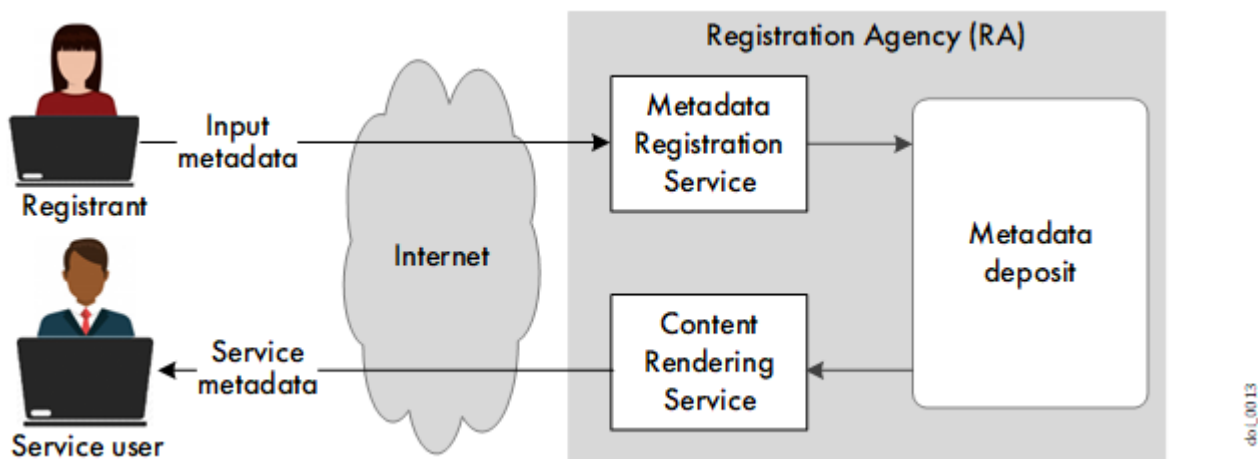 Registration Agency (RA)
Input
metadata
Registrant
Metadata
Registration
Service
Internet
Metadata
deposit
Service
metadata
Service user
Content
Rendering
Service
doi_0013